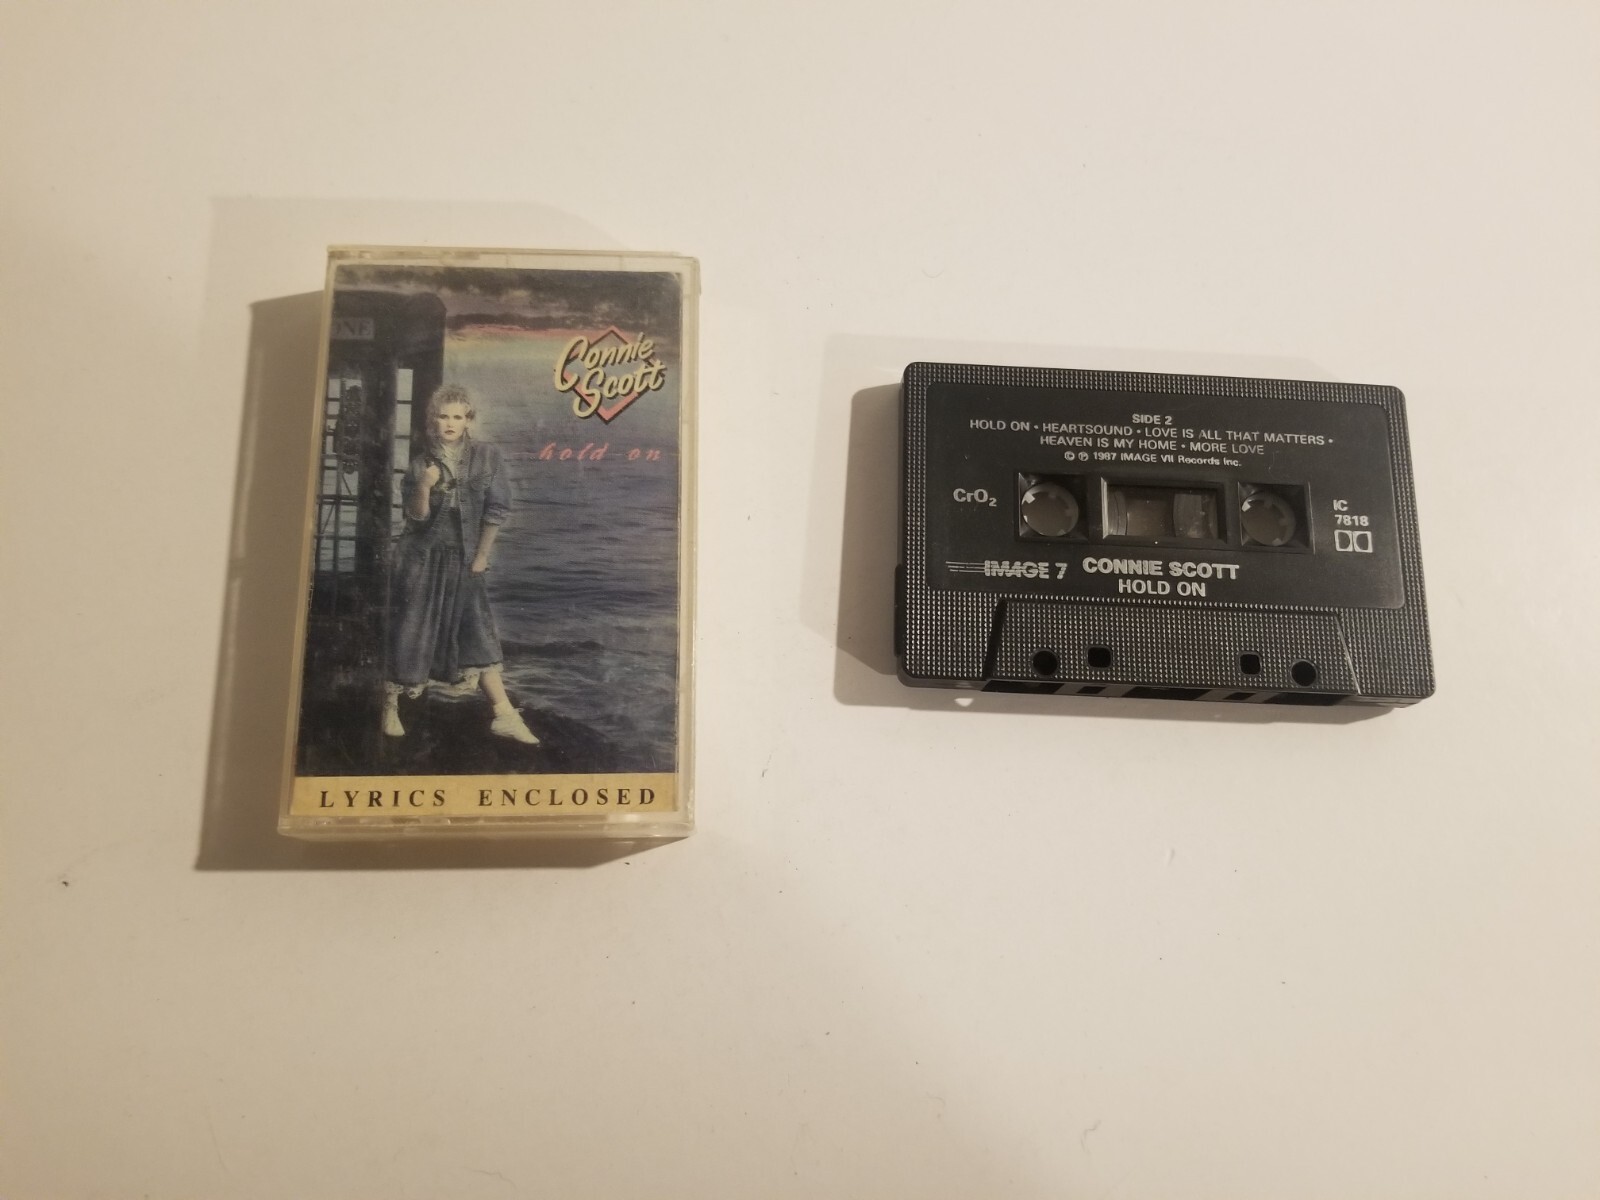 ONE
Connie
Scott
hold on
LYRICS ENCLOSED
SIDE 2
HOLD ON • HEARTSOUND • LOVE IS ALL THAT MATTERS •
HEAVEN IS MY HOME • MORE LOVE
© ℗ 1987 IMAGE VII Records Inc.
CrO₂
IC
7818
IMAGE 7
CONNIE SCOTT
HOLD ON